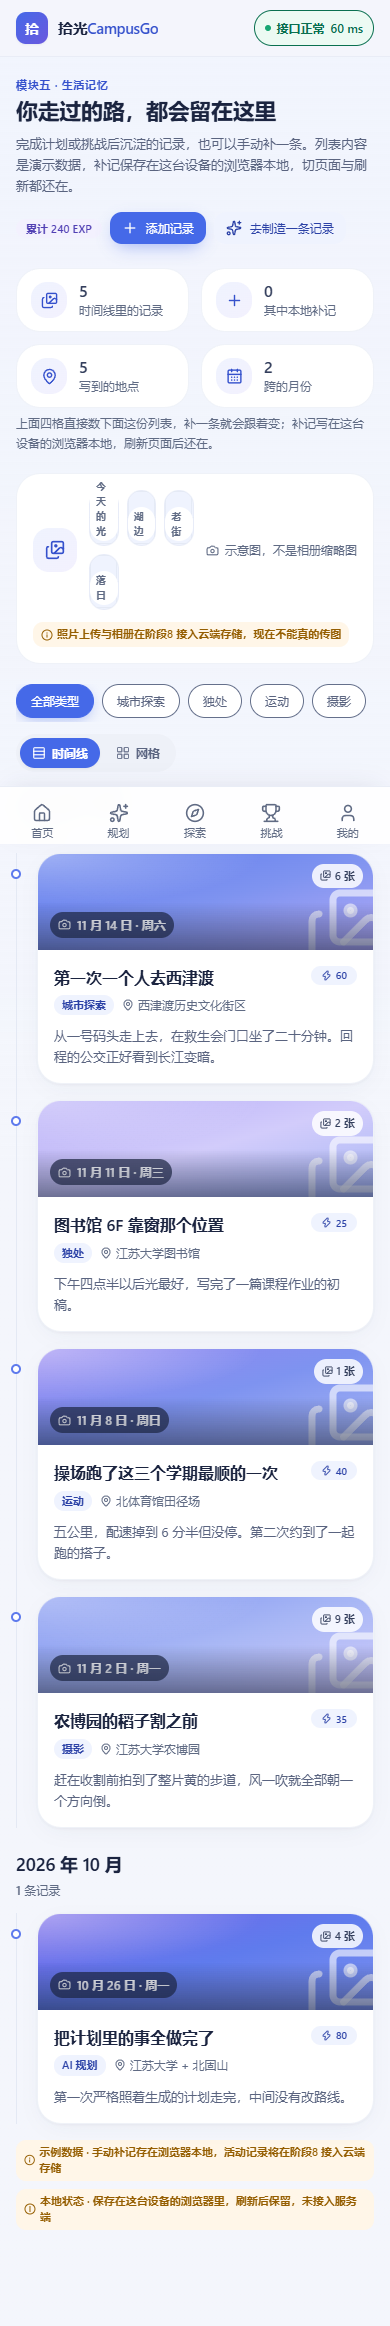 拾
拾光CampusGo
接口正常 60 ms
模块五 · 生活记忆
你走过的路，都会留在这里
完成计划或挑战后沉淀的记录，也可以手动补一条。列表内容
是演示数据，补记保存在这台设备的浏览器本地，切页面与刷
新都还在。
累计 240 EXP
添加记录
去制造一条记录
5
时间线里的记录
0
其中本地补记
5
写到的地点
2
跨的月份
上面四格直接数下面这份列表，补一条就会跟着变；补记写在这台
设备的浏览器本地，刷新页面后还在。
今
天
的
光
湖
边
老
街
落
日
示意图，不是相册缩略图
照片上传与相册在阶段8 接入云端存储，现在不能真的传图
全部类型
城市探索
独处
运动
摄影
时间线
网格
首页
规划
探索
挑战
我的
6 张
11 月 14 日 · 周六
第一次一个人去西津渡
60
城市探索
西津渡历史文化街区
从一号码头走上去，在救生会门口坐了二十分钟。回
程的公交正好看到长江变暗。
2 张
11 月 11 日 · 周三
图书馆 6F 靠窗那个位置
25
独处
江苏大学图书馆
下午四点半以后光最好，写完了一篇课程作业的初
稿。
1 张
11 月 8 日 · 周日
操场跑了这三个学期最顺的一次
40
运动
北体育馆田径场
五公里，配速掉到 6 分半但没停。第二次约到了一起
跑的搭子。
9 张
11 月 2 日 · 周一
农博园的稻子割之前
35
摄影
江苏大学农博园
赶在收割前拍到了整片黄的步道，风一吹就全部朝一
个方向倒。
2026 年 10 月
1 条记录
4 张
10 月 26 日 · 周一
把计划里的事全做完了
80
AI 规划
江苏大学 + 北固山
第一次严格照着生成的计划走完，中间没有改路线。
示例数据 · 手动补记存在浏览器本地，活动记录将在阶段8 接入云端
存储
本地状态 · 保存在这台设备的浏览器里，刷新后保留，未接入服务
端